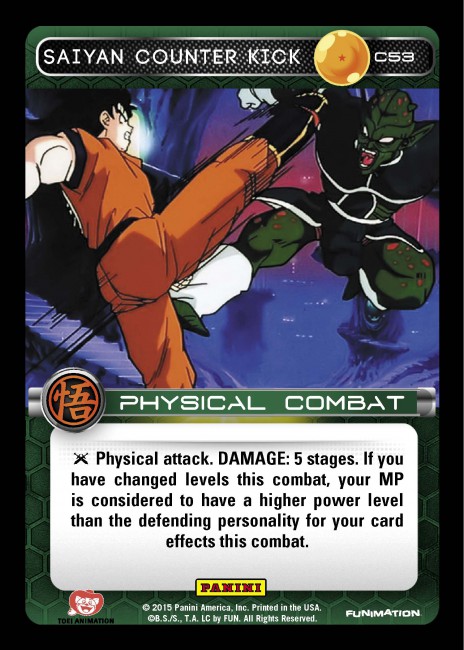 SAIYAN COUNTER KICK C53
悟 PHYSICAL COMBAT
Physical attack. DAMAGE: 5 stages. If you
have changed levels this combat, your MP
is considered to have a higher power level
than the defending personality for your card
effects this combat.
PANINI
TOEI ANIMATION
© 2015 Panini America, Inc. Printed in the USA.
©B.S./S., T.A. LC by FUN. All Rights Reserved.
FUNIMATION